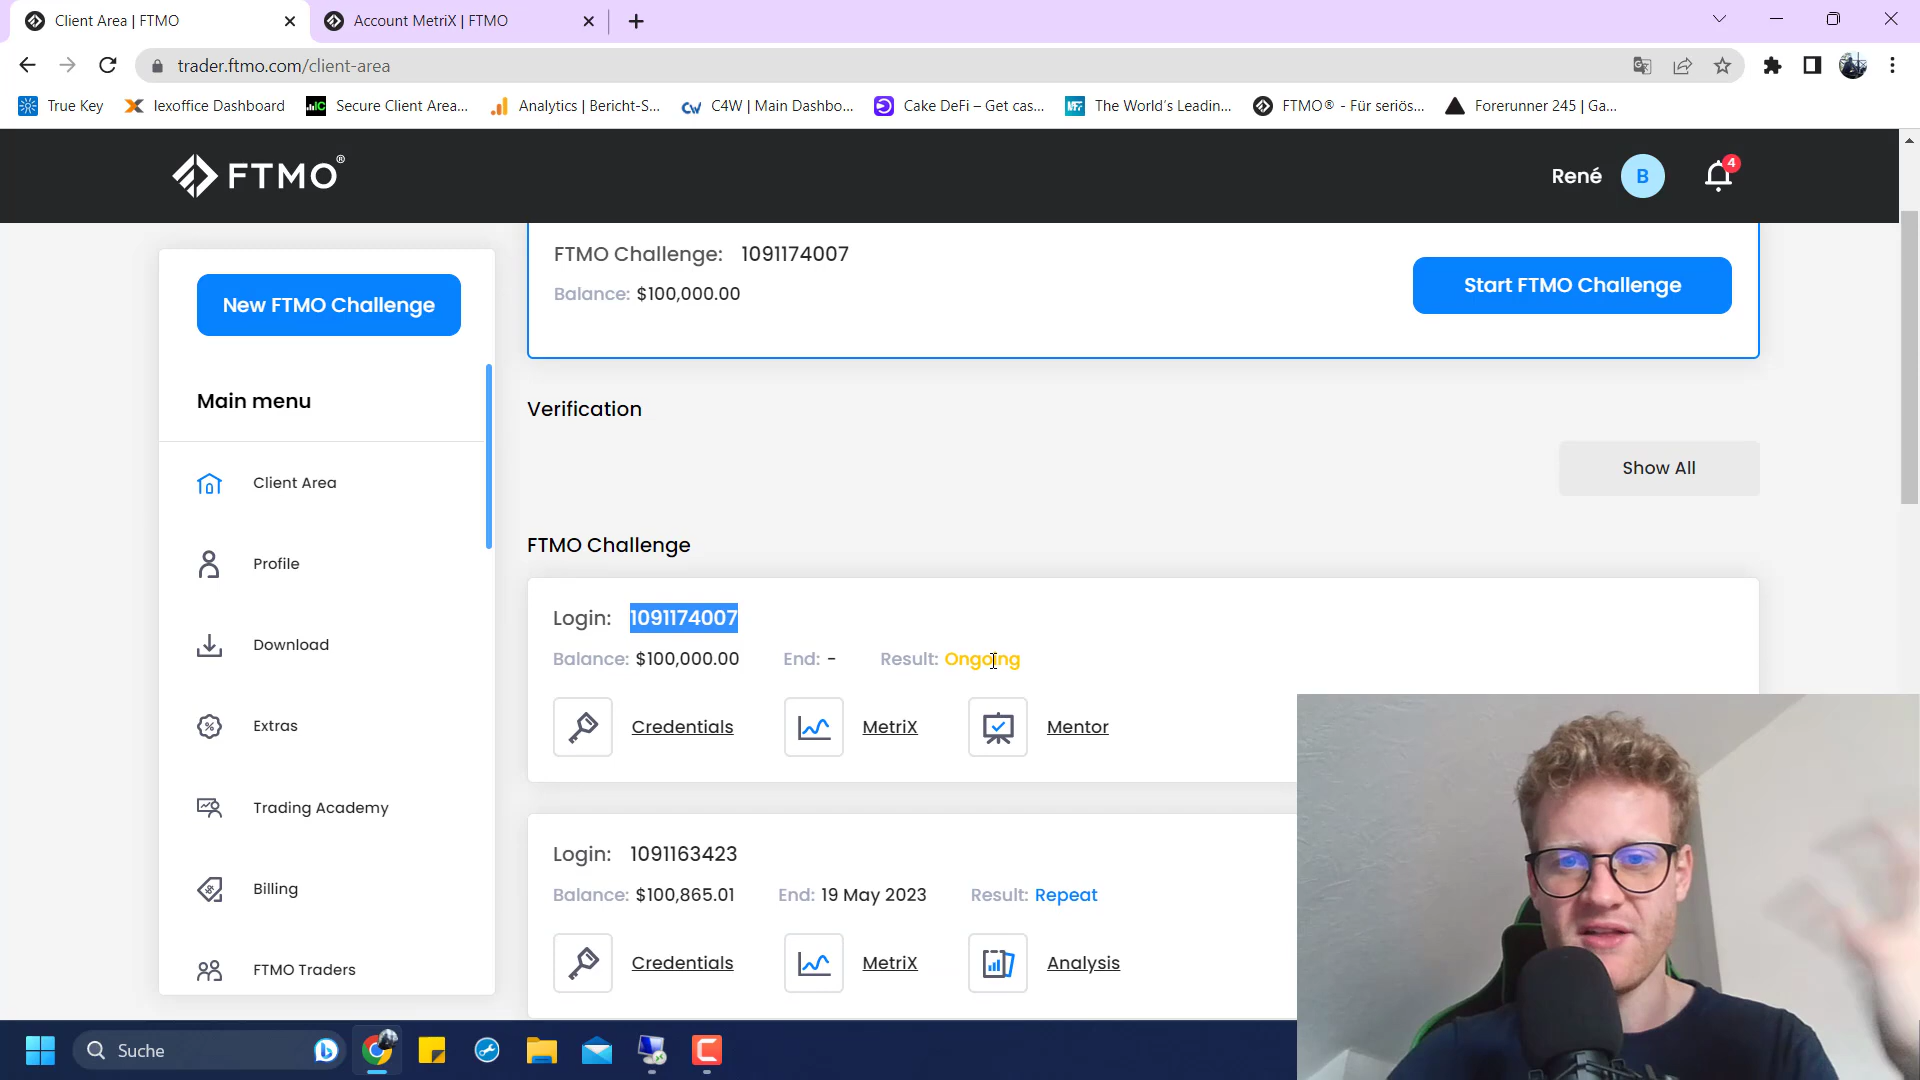 Client Area | FTMO
Account MetriX | FTMO
trader.ftmo.com/client-area
True Key
lexoffice Dashboard
Secure Client Area...
Analytics | Bericht-S...
C4W | Main Dashbo...
Cake DeFi – Get cas...
The World's Leadin...
FTMO® - Für seriös...
Forerunner 245 | Ga...
FTMO®
René
B
4
New FTMO Challenge
Main menu
Client Area
Profile
Download
Extras
Trading Academy
Billing
FTMO Traders
FTMO Challenge: 1091174007
Balance: $100,000.00
Start FTMO Challenge
Verification
Show All
FTMO Challenge
Login: 1091174007
Balance: $100,000.00 End: - Result: Ongoing
Credentials MetriX Mentor
Login: 1091163423
Balance: $100,865.01 End: 19 May 2023 Result: Repeat
Credentials MetriX Analysis
Suche